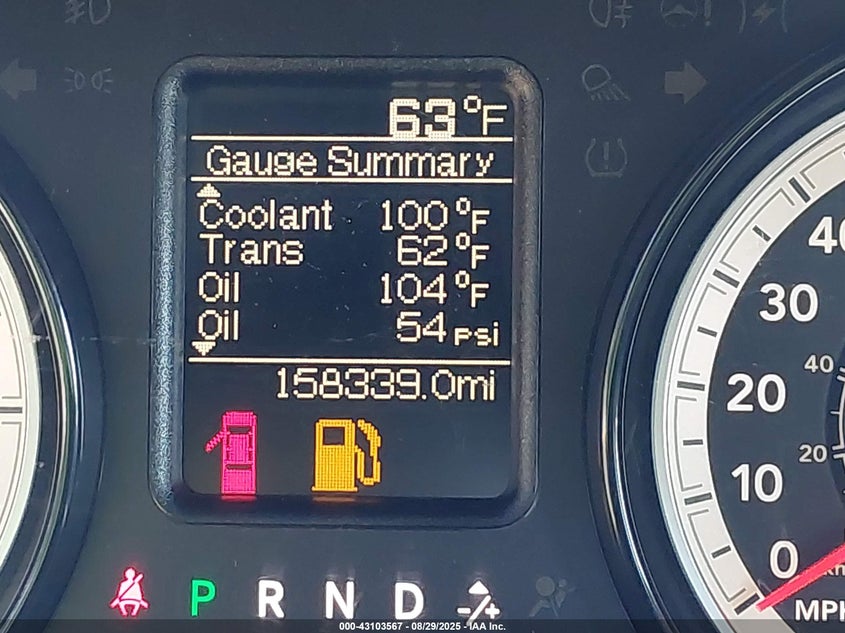 63°F
Gauge Summary
Coolant 100°F
Trans 62°F
Oil 104°F
Oil 54 psi
158339.0mi
P R N D -/+
40
30
20
10
0
40
20
MPH
000-43103567 - 08/29/2025 - IAA Inc.